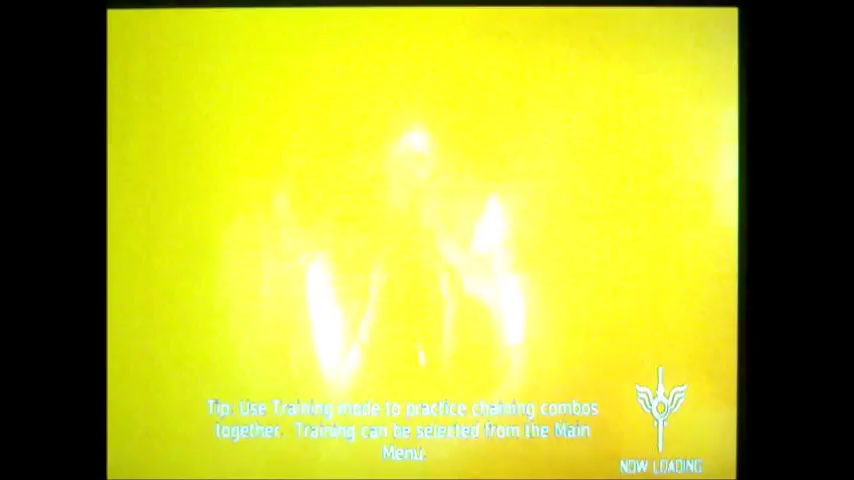 Tip: Use Training mode to practice chaining combos
together. Training can be selected from the Main
Menu.
NOW LOADING